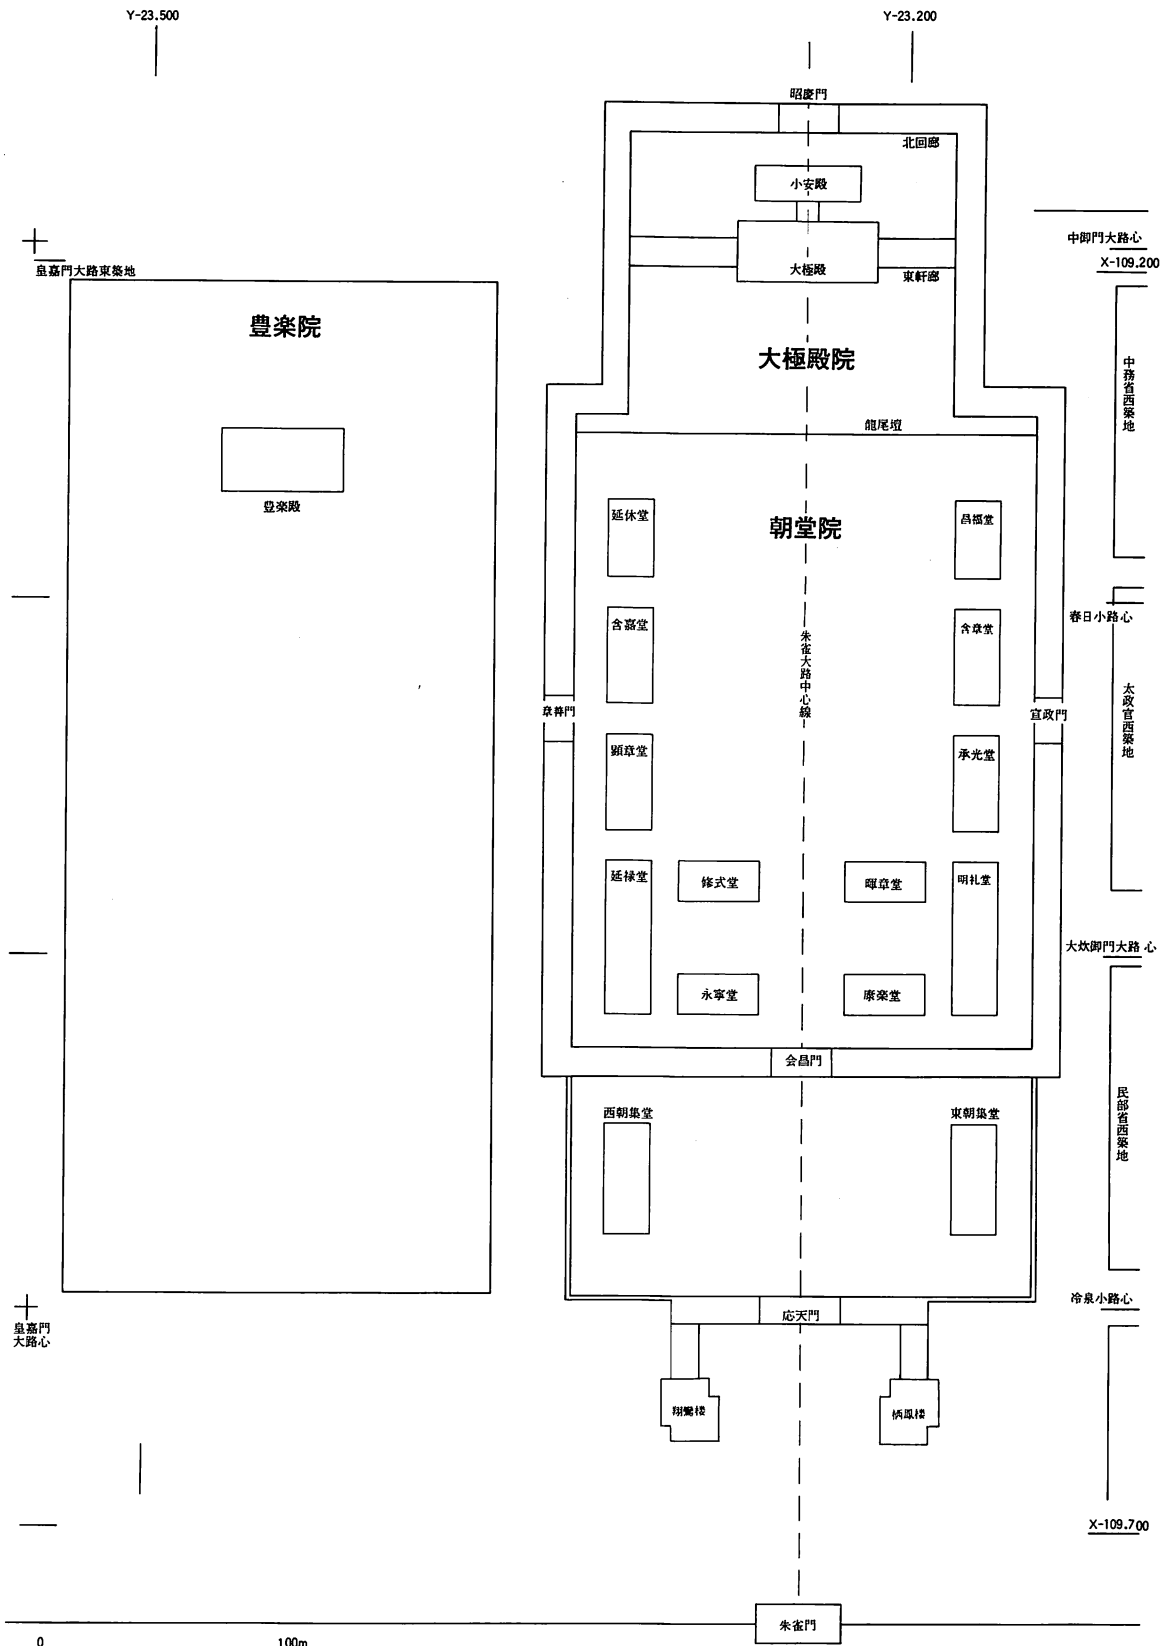 Y-23.500
Y-23.200
昭慶門
北回廊
小安殿
中御門大路心
X-109.200
皇嘉門大路東築地
大極殿
東軒廊
豊楽院
大極殿院
中務省西築地
龍尾壇
豊楽殿
延休堂
朝堂院
昌福堂
春日小路心
含嘉堂
朱雀大路中心線
含章堂
太政官西築地
章善門
宣政門
顕章堂
承光堂
延禄堂
修式堂
暉章堂
明礼堂
大炊御門大路心
永寧堂
康楽堂
会昌門
西朝集堂
東朝集堂
民部省西築地
冷泉小路心
皇嘉門
大路心
応天門
翔鸞楼
栖鳳楼
X-109.700
朱雀門
0
100m